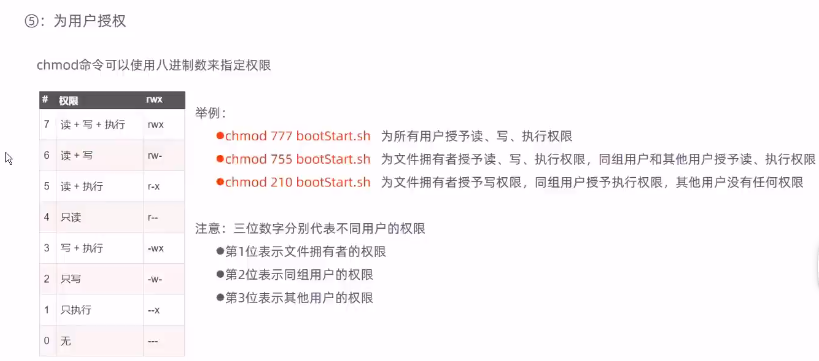 ⑤：为用户授权
chmod命令可以使用八进制数来指定权限
# 权限 rwx
7 读 + 写 + 执行 rwx
6 读 + 写 rw-
5 读 + 执行 r-x
4 只读 r--
3 写 + 执行 -wx
2 只写 -w-
1 只执行 --x
0 无 ---
举例：
●chmod 777 bootStart.sh 为所有用户授予读、写、执行权限
●chmod 755 bootStart.sh 为文件拥有者授予读、写、执行权限，同组用户和其他用户授予读、执行权限
●chmod 210 bootStart.sh 为文件拥有者授予写权限，同组用户授予执行权限，其他用户没有任何权限
注意：三位数字分别代表不同用户的权限
●第1位表示文件拥有者的权限
●第2位表示同组用户的权限
●第3位表示其他用户的权限